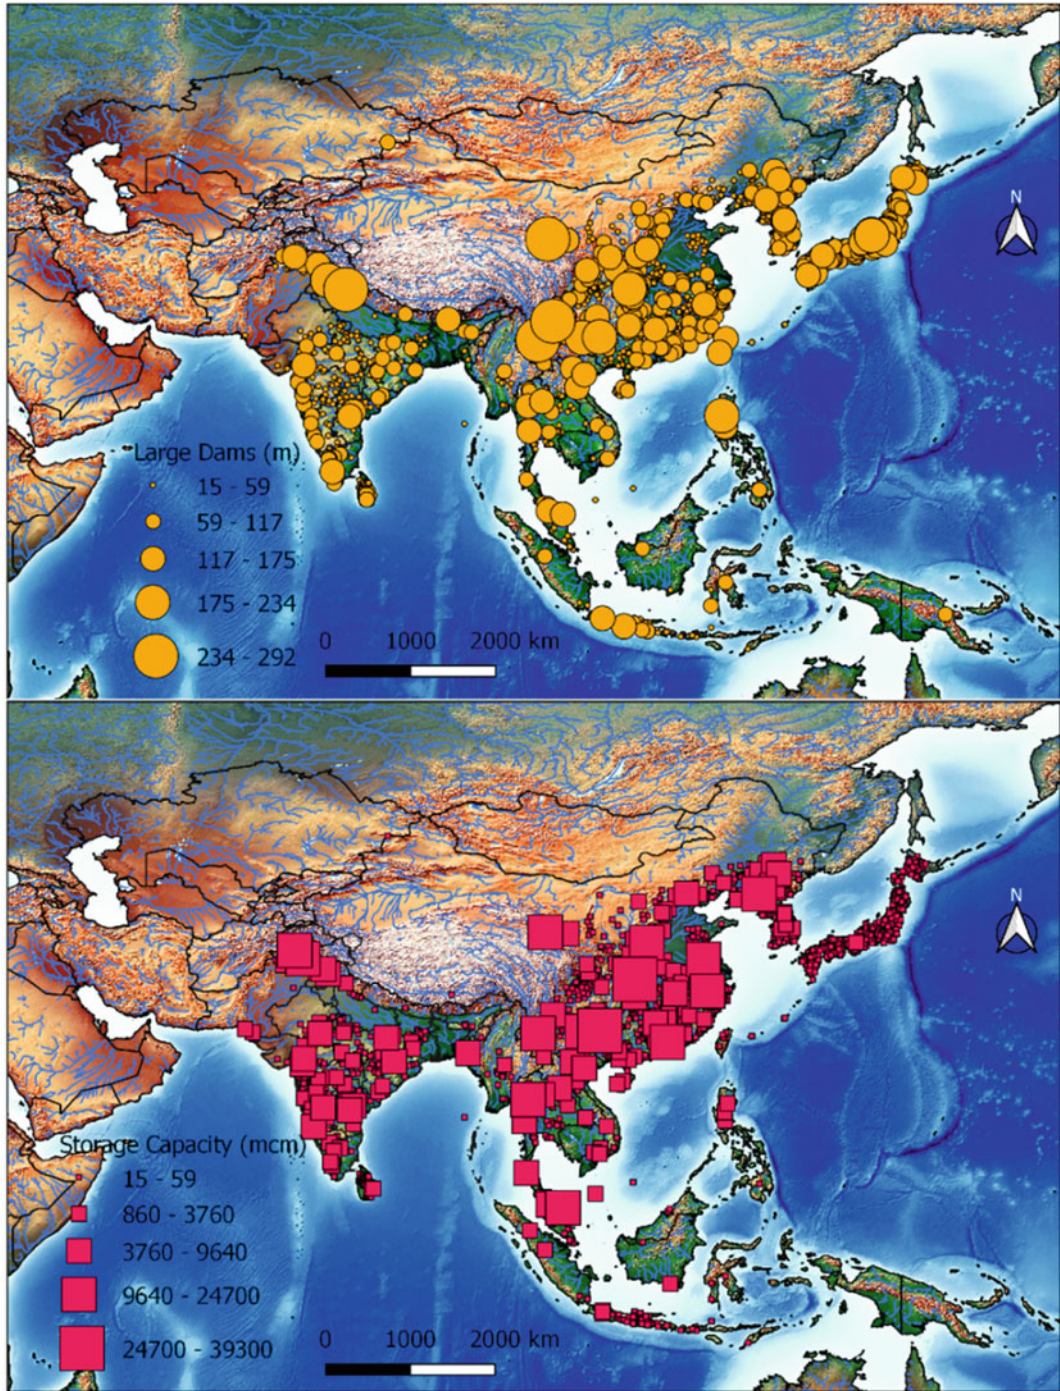 N
Large Dams (m)
15 - 59
59 - 117
117 - 175
175 - 234
234 - 292
0 1000 2000 km
N
Storage Capacity (mcm)
15 - 59
860 - 3760
3760 - 9640
9640 - 24700
24700 - 39300
0 1000 2000 km